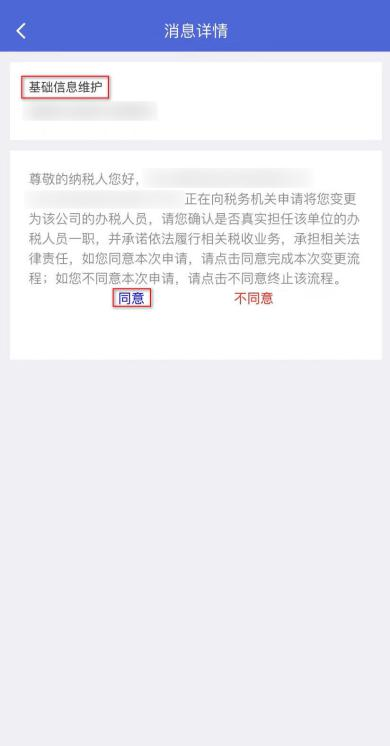 消息详情
基础信息维护
尊敬的纳税人您好，
正在向税务机关申请将您变更
为该公司的办税人员，请您确认是否真实担任该单位的办
税人员一职，并承诺依法履行相关税收业务，承担相关法
律责任，如您同意本次申请，请点击同意完成本次变更流
程；如您不同意本次申请，请点击不同意终止该流程。
同意 不同意